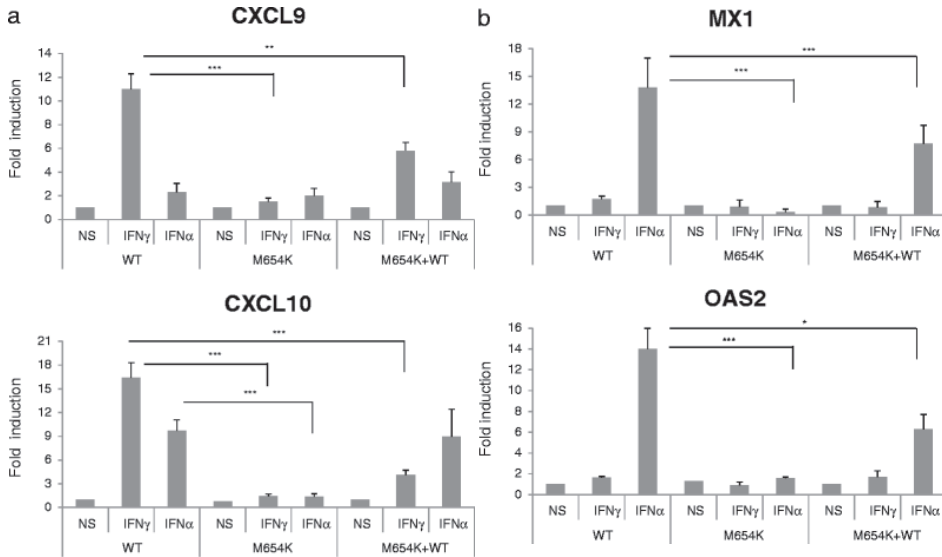 a
CXCL9
**
***
Fold induction
14
12
10
8
6
4
2
0
NS IFNγ IFNα NS IFNγ IFNα NS IFNγ IFNα
WT M654K M654K+WT
b
MX1
***
***
Fold induction
18
15
12
9
6
3
0
NS IFNγ IFNα NS IFNγ IFNα NS IFNγ IFNα
WT M654K M654K+WT
CXCL10
***
***
***
Fold induction
21
18
15
12
9
6
3
0
NS IFNγ IFNα NS IFNγ IFNα NS IFNγ IFNα
WT M654K M654K+WT
OAS2
*
***
Fold induction
16
14
12
10
8
6
4
2
0
NS IFNγ IFNα NS IFNγ IFNα NS IFNγ IFNα
WT M654K M654K+WT